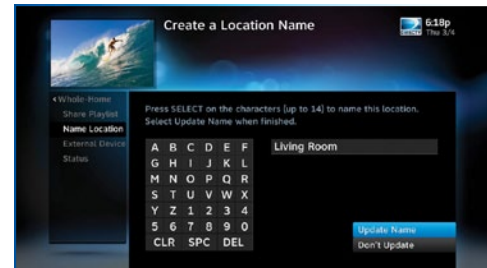 Create a Location Name
DIRECTV
6:18p
Thu 3/4
Whole-Home
Share Playlist
Name Location
External Device
Status
Press SELECT on the characters (up to 14) to name this location.
Select Update Name when finished.
Living Room
A B C D E F
G H I J K L
M N O P Q R
S T U V W X
Y Z 1 2 3 4
5 6 7 8 9 0
CLR SPC DEL
Update Name
Don't Update